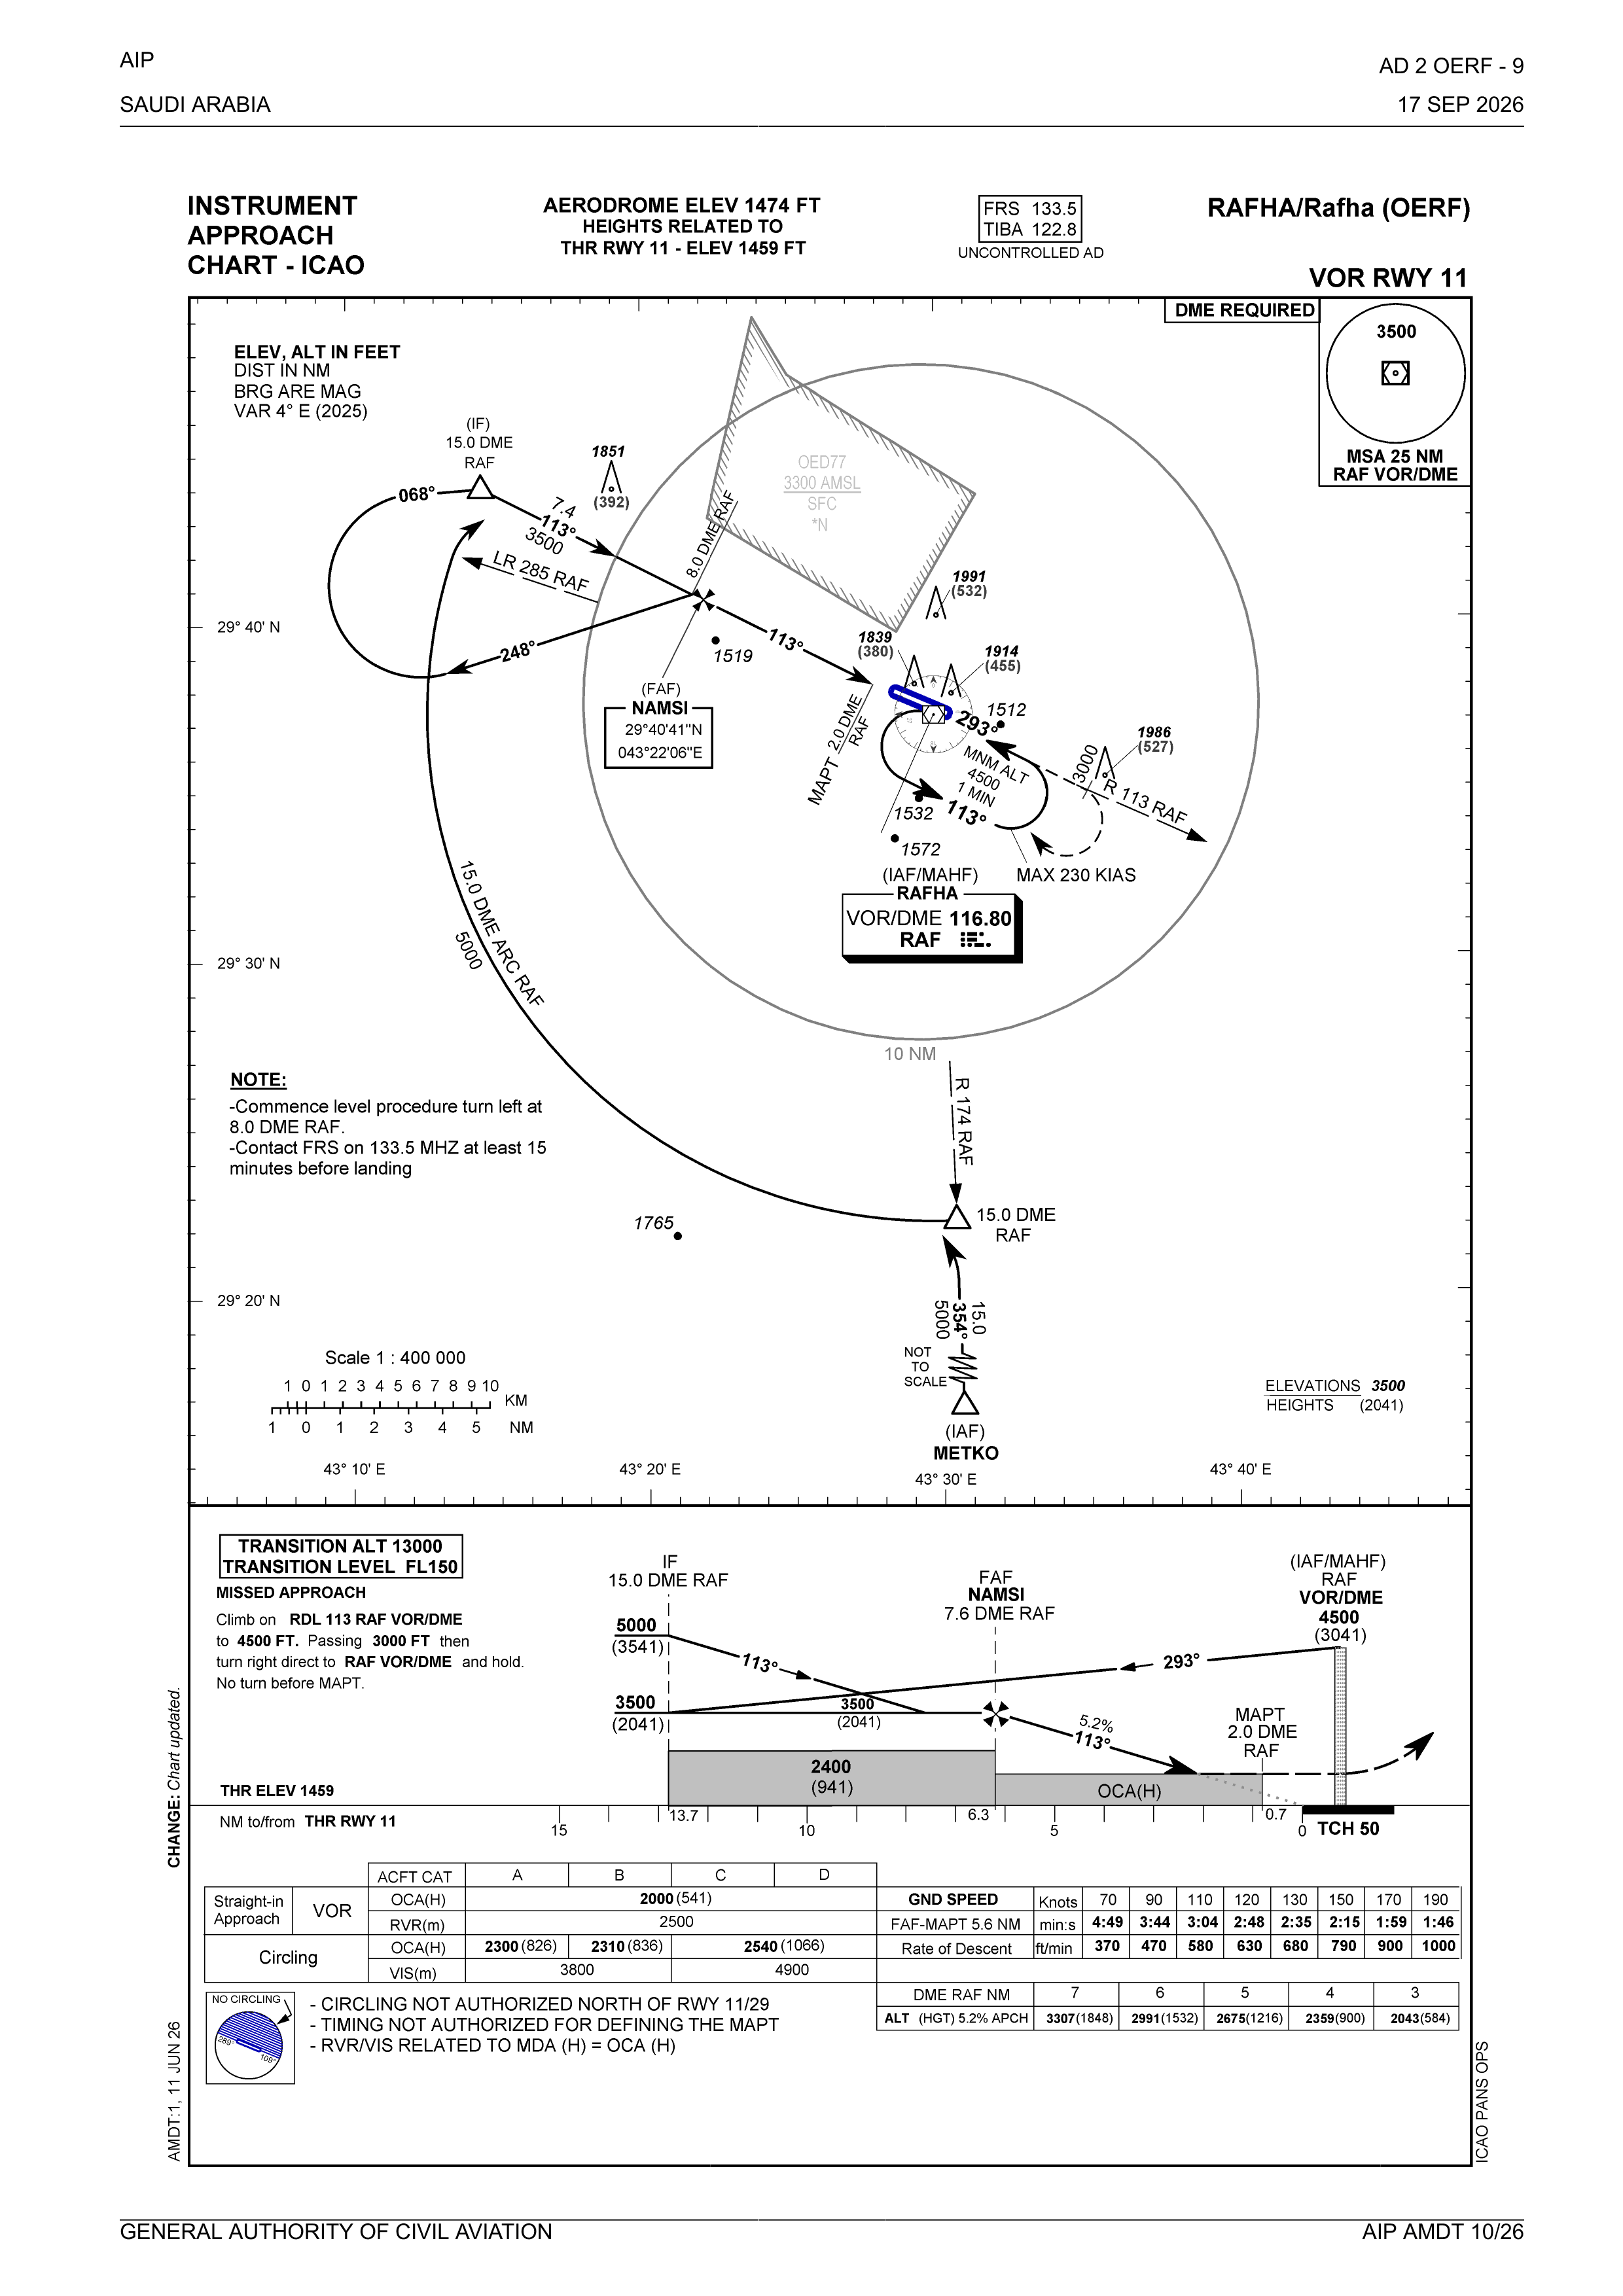 AIP
AD 2 OERF - 9
SAUDI ARABIA
17 SEP 2026
INSTRUMENT
APPROACH
CHART - ICAO
AERODROME ELEV 1474 FT
HEIGHTS RELATED TO
THR RWY 11 - ELEV 1459 FT
FRS 133.5
TIBA 122.8
UNCONTROLLED AD
RAFHA/Rafha (OERF)
VOR RWY 11
DME REQUIRED
3500
MSA 25 NM
RAF VOR/DME
ELEV, ALT IN FEET
DIST IN NM
BRG ARE MAG
VAR 4° E (2025)
(IF)
15.0 DME
RAF
068°
7.4
113°
3500
1851
(392)
LR 285 RAF
8.0 DME RAF
OED77
3300 AMSL
SFC
*N
1991
(532)
29° 40' N
248°
1519
113°
1839
(380)
1914
(455)
(FAF)
NAMSI
29°40'41"N
043°22'06"E
MAPT 2.0 DME
RAF
293°
1512
1986
(527)
MNM ALT
4500
1 MIN
3000
R 113 RAF
1532
113°
1572
(IAF/MAHF)
MAX 230 KIAS
RAFHA
VOR/DME 116.80
RAF
15.0 DME ARC RAF
5000
29° 30' N
10 NM
R 174 RAF
NOTE:
-Commence level procedure turn left at
8.0 DME RAF.
-Contact FRS on 133.5 MHZ at least 15
minutes before landing
15.0 DME
RAF
1765
29° 20' N
15.0
354°
5000
NOT
TO
SCALE
(IAF)
METKO
Scale 1 : 400 000
1 0 1 2 3 4 5 6 7 8 9 10
KM
1 0 1 2 3 4 5 NM
ELEVATIONS 3500
HEIGHTS (2041)
43° 10' E
43° 20' E
43° 30' E
43° 40' E
TRANSITION ALT 13000
TRANSITION LEVEL FL150
MISSED APPROACH
Climb on RDL 113 RAF VOR/DME
to 4500 FT. Passing 3000 FT then
turn right direct to RAF VOR/DME and hold.
No turn before MAPT.
IF
15.0 DME RAF
FAF
NAMSI
7.6 DME RAF
(IAF/MAHF)
RAF
VOR/DME
4500
(3041)
5000
(3541)
113°
293°
3500
(2041)
3500
(2041)
5.2%
113°
MAPT
2.0 DME
RAF
2400
(941)
OCA(H)
THR ELEV 1459
NM to/from THR RWY 11
13.7
6.3
0.7
15
10
5
0
TCH 50
ACFT CAT A B C D
Straight-in
Approach
VOR
OCA(H) 2000 (541)
RVR(m) 2500
Circling
OCA(H) 2300 (826) 2310 (836) 2540 (1066)
VIS(m) 3800 4900
GND SPEED Knots 70 90 110 120 130 150 170 190
FAF-MAPT 5.6 NM min:s 4:49 3:44 3:04 2:48 2:35 2:15 1:59 1:46
Rate of Descent ft/min 370 470 580 630 680 790 900 1000
DME RAF NM 7 6 5 4 3
ALT (HGT) 5.2% APCH 3307(1848) 2991(1532) 2675(1216) 2359(900) 2043(584)
NO CIRCLING
289°
109°
- CIRCLING NOT AUTHORIZED NORTH OF RWY 11/29
- TIMING NOT AUTHORIZED FOR DEFINING THE MAPT
- RVR/VIS RELATED TO MDA (H) = OCA (H)
CHANGE: Chart updated.
AMDT:1, 11 JUN 26
ICAO PANS OPS
GENERAL AUTHORITY OF CIVIL AVIATION
AIP AMDT 10/26